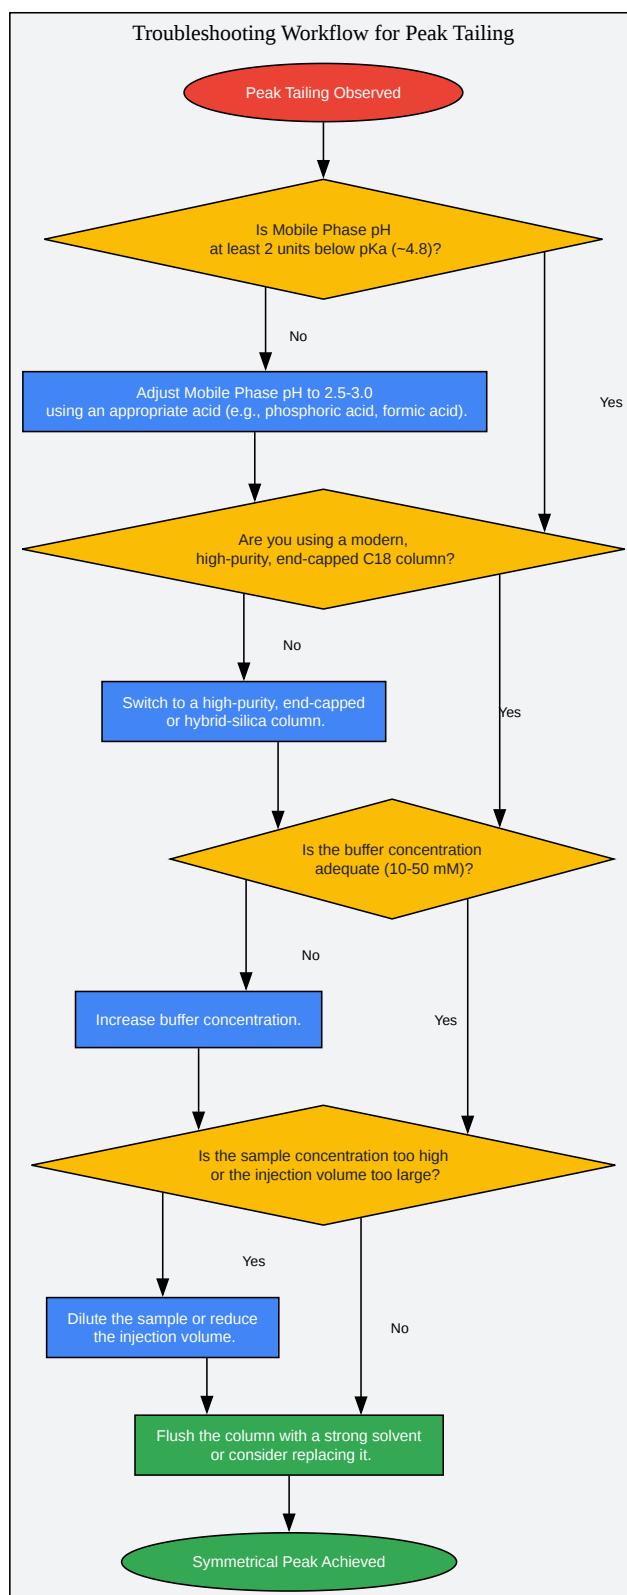 Troubleshooting Workflow for Peak Tailing
Peak Tailing Observed
Is Mobile Phase pH
at least 2 units below pKa (~4.8)?
No
Adjust Mobile Phase pH to 2.5-3.0
using an appropriate acid (e.g., phosphoric acid, formic acid).
Yes
Are you using a modern,
high-purity, end-capped C18 column?
No
Switch to a high-purity, end-capped
or hybrid-silica column.
Yes
Is the buffer concentration
adequate (10-50 mM)?
No
Increase buffer concentration.
Yes
Is the sample concentration too high
or the injection volume too large?
Yes
Dilute the sample or reduce
the injection volume.
No
Flush the column with a strong solvent
or consider replacing it.
Symmetrical Peak Achieved